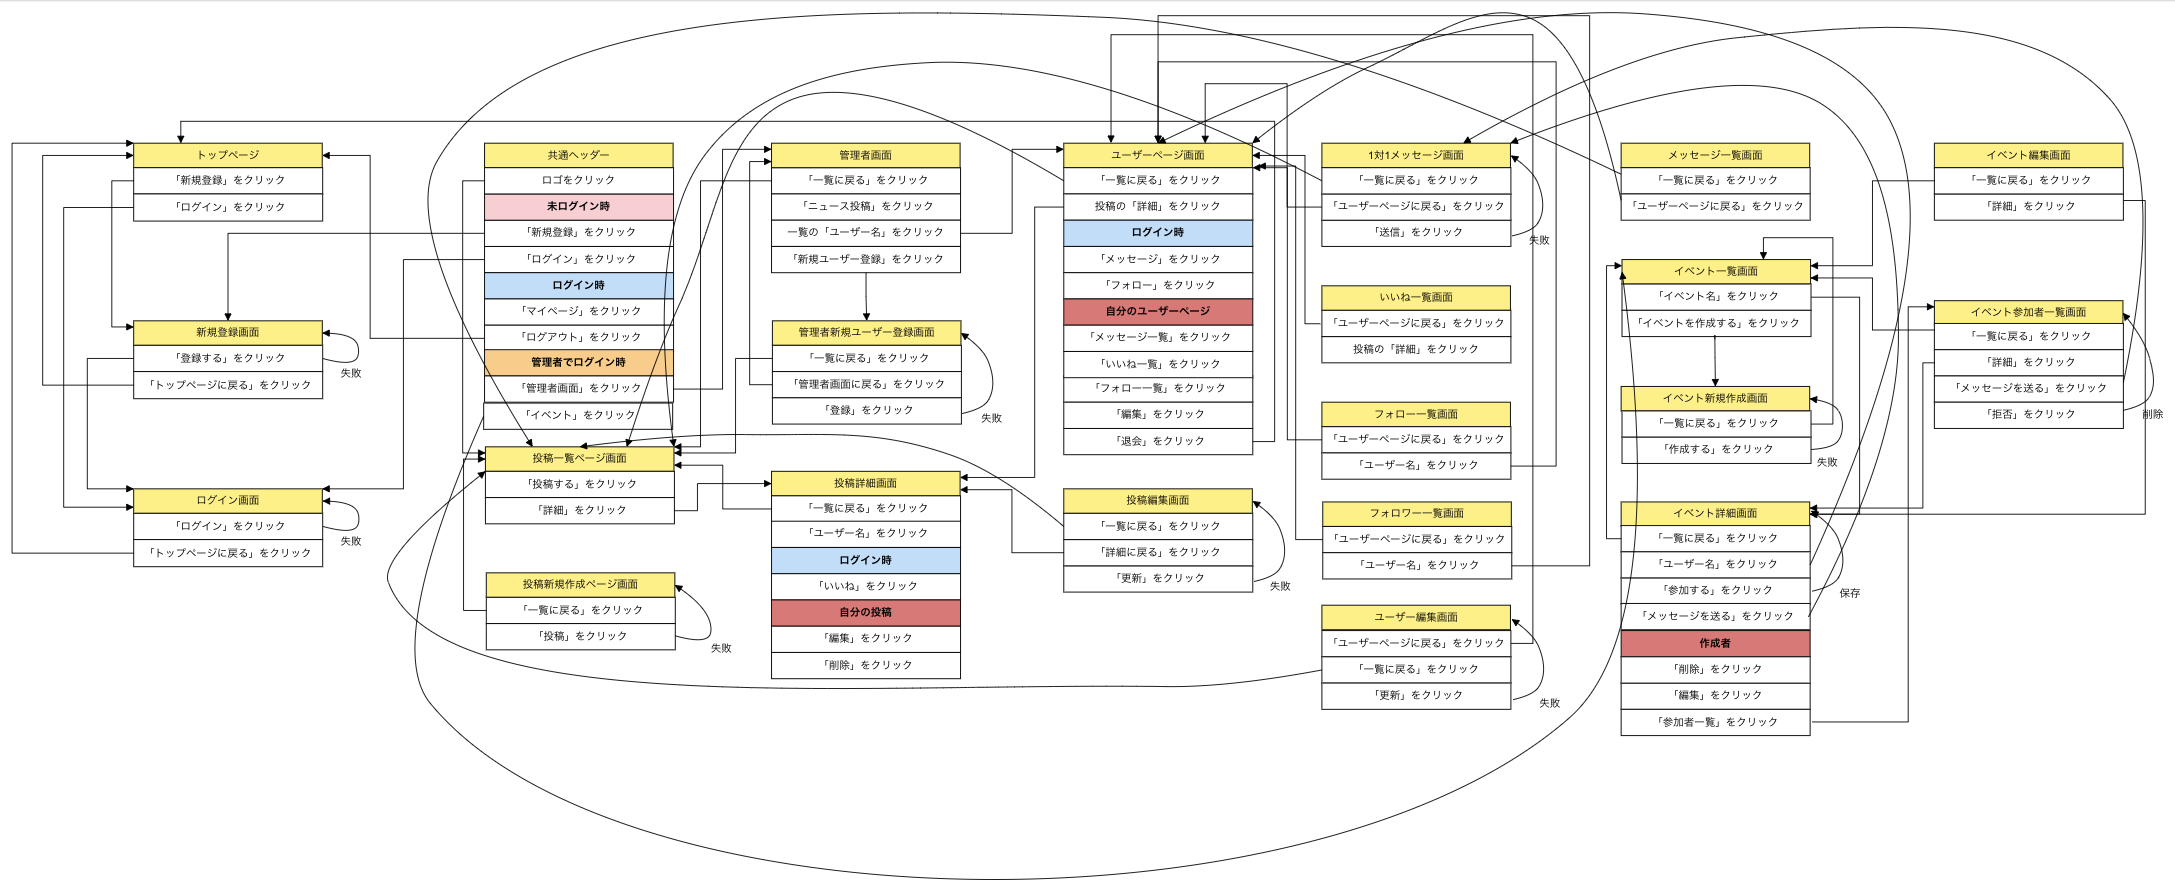 トップページ
「新規登録」をクリック
「ログイン」をクリック
新規登録画面
「登録する」をクリック
「トップページに戻る」をクリック
失敗
ログイン画面
「ログイン」をクリック
「トップページに戻る」をクリック
失敗
共通ヘッダー
ロゴをクリック
未ログイン時
「新規登録」をクリック
「ログイン」をクリック
ログイン時
「マイページ」をクリック
「ログアウト」をクリック
管理者でログイン時
「管理者画面」をクリック
「イベント」をクリック
投稿一覧ページ画面
「投稿する」をクリック
「詳細」をクリック
投稿新規作成ページ画面
「一覧に戻る」をクリック
「投稿」をクリック
失敗
管理者画面
「一覧に戻る」をクリック
「ニュース投稿」をクリック
一覧の「ユーザー名」をクリック
「新規ユーザー登録」をクリック
管理者新規ユーザー登録画面
「一覧に戻る」をクリック
「管理者画面に戻る」をクリック
「登録」をクリック
失敗
投稿詳細画面
「一覧に戻る」をクリック
「ユーザー名」をクリック
ログイン時
「いいね」をクリック
自分の投稿
「編集」をクリック
「削除」をクリック
ユーザーページ画面
「一覧に戻る」をクリック
投稿の「詳細」をクリック
ログイン時
「メッセージ」をクリック
「フォロー」をクリック
自分のユーザーページ
「メッセージ一覧」をクリック
「いいね一覧」をクリック
「フォロー一覧」をクリック
「編集」をクリック
「退会」をクリック
投稿編集画面
「一覧に戻る」をクリック
「詳細に戻る」をクリック
「更新」をクリック
失敗
1対1メッセージ画面
「一覧に戻る」をクリック
「ユーザーページに戻る」をクリック
「送信」をクリック
失敗
いいね一覧画面
「ユーザーページに戻る」をクリック
投稿の「詳細」をクリック
フォロー一覧画面
「ユーザーページに戻る」をクリック
「ユーザー名」をクリック
フォロワー一覧画面
「ユーザーページに戻る」をクリック
「ユーザー名」をクリック
ユーザー編集画面
「ユーザーページに戻る」をクリック
「一覧に戻る」をクリック
「更新」をクリック
失敗
メッセージ一覧画面
「一覧に戻る」をクリック
「ユーザーページに戻る」をクリック
イベント一覧画面
「イベント名」をクリック
「イベントを作成する」をクリック
イベント新規作成画面
「一覧に戻る」をクリック
「作成する」をクリック
失敗
イベント詳細画面
「一覧に戻る」をクリック
「ユーザー名」をクリック
「参加する」をクリック
「メッセージを送る」をクリック
保存
作成者
「削除」をクリック
「編集」をクリック
「参加者一覧」をクリック
イベント編集画面
「一覧に戻る」をクリック
「詳細」をクリック
イベント参加者一覧画面
「一覧に戻る」をクリック
「詳細」をクリック
「メッセージを送る」をクリック
「拒否」をクリック
削除